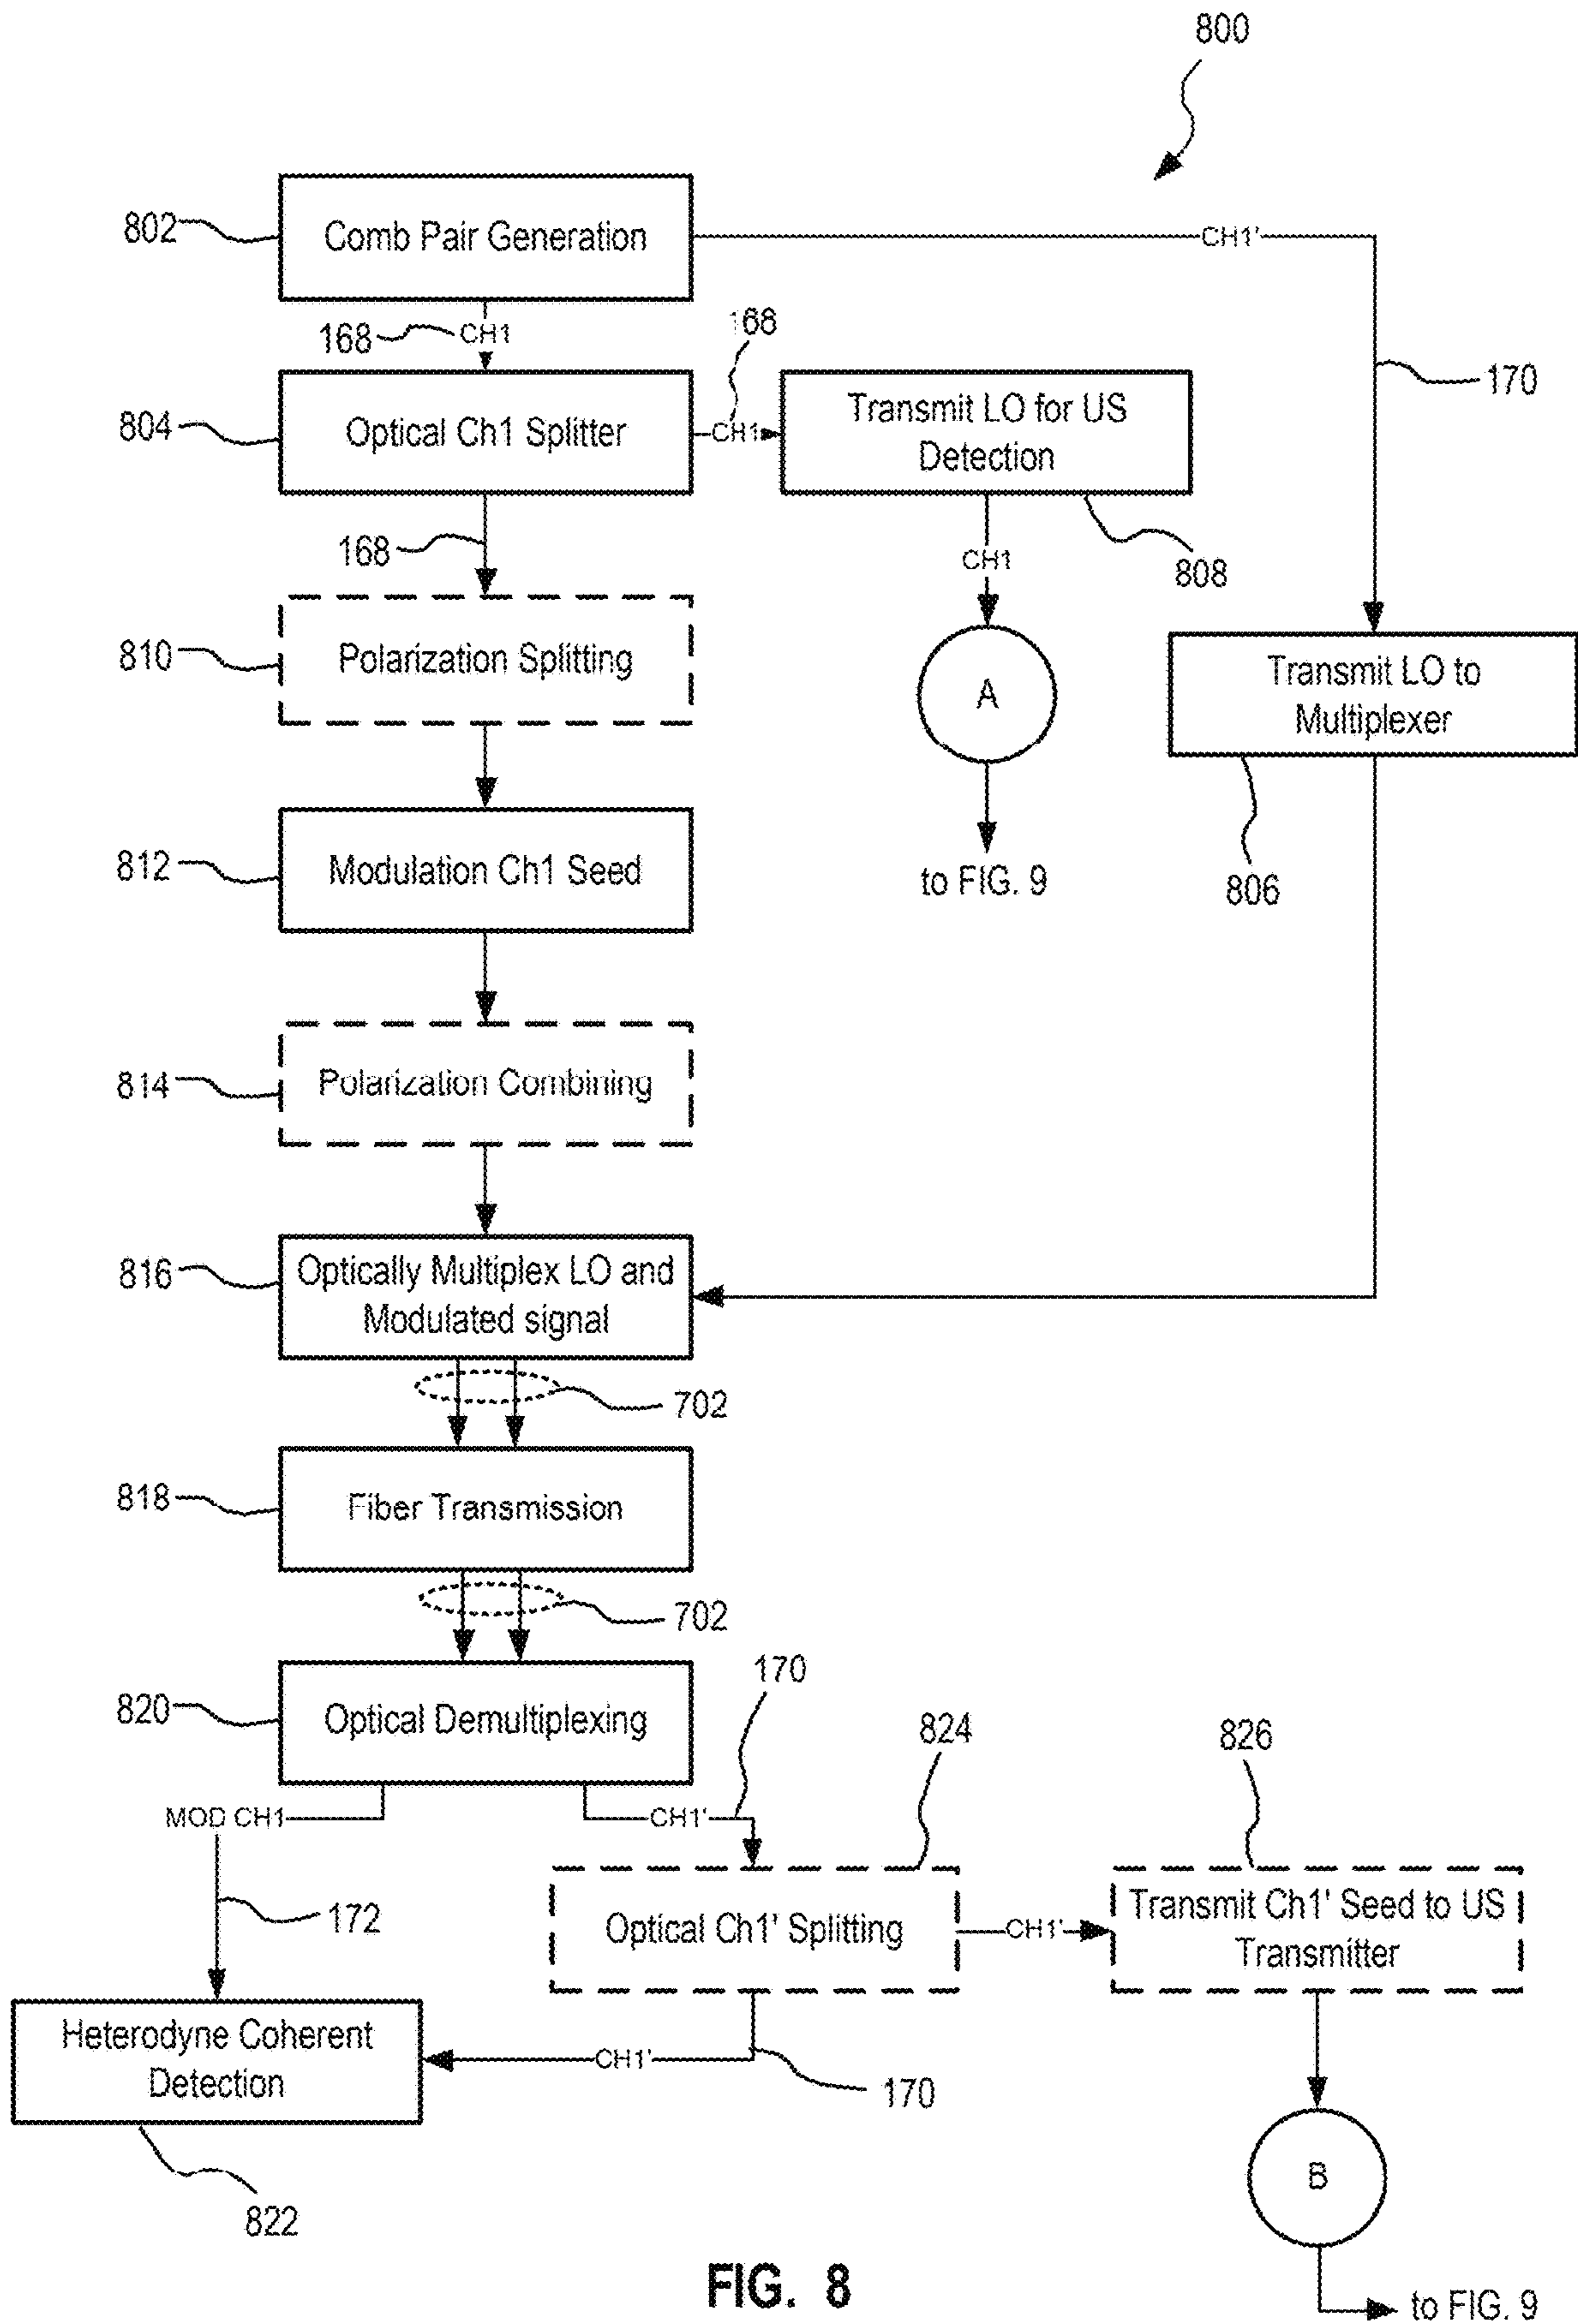 800
802
Comb Pair Generation
CH1'
168
CH1
168
170
804
Optical Ch1 Splitter
CH1
Transmit LO for US
Detection
168
CH1
808
810
Polarization Splitting
A
Transmit LO to
Multiplexer
812
Modulation Ch1 Seed
to FIG. 9
806
814
Polarization Combining
816
Optically Multiplex LO and
Modulated signal
702
818
Fiber Transmission
702
820
Optical Demultiplexing
170
824
826
MOD CH1
CH1'
172
Optical Ch1' Splitting
CH1'
Transmit Ch1' Seed to US
Transmitter
Heterodyne Coherent
Detection
CH1'
170
822
B
FIG. 8
to FIG. 9